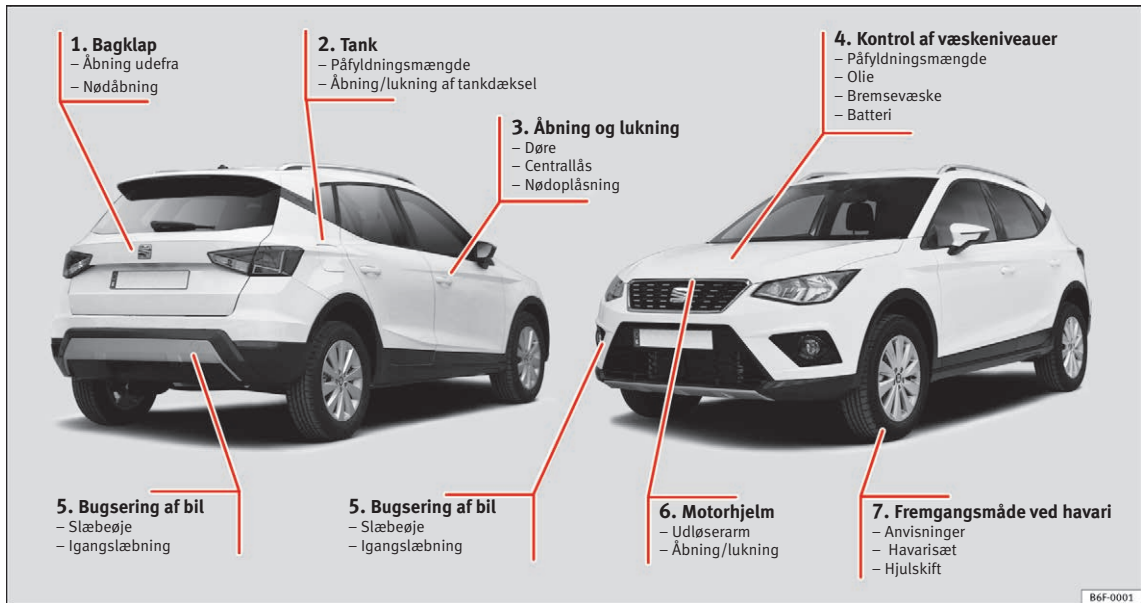 1. Bagklap
– Åbning udefra
– Nødåbning
2. Tank
– Påfyldningsmængde
– Åbning/lukning af tankdæksel
3. Åbning og lukning
– Døre
– Centrallås
– Nødoplåsning
4. Kontrol af væskeniveauer
– Påfyldningsmængde
– Olie
– Bremsevæske
– Batteri
5. Bugsering af bil
– Slæbeøje
– Igangslæbning
5. Bugsering af bil
– Slæbeøje
– Igangslæbning
6. Motorhjelm
– Udløserarm
– Åbning/lukning
7. Fremgangsmåde ved havari
– Anvisninger
– Havarisæt
– Hjulskift
B6F-0001